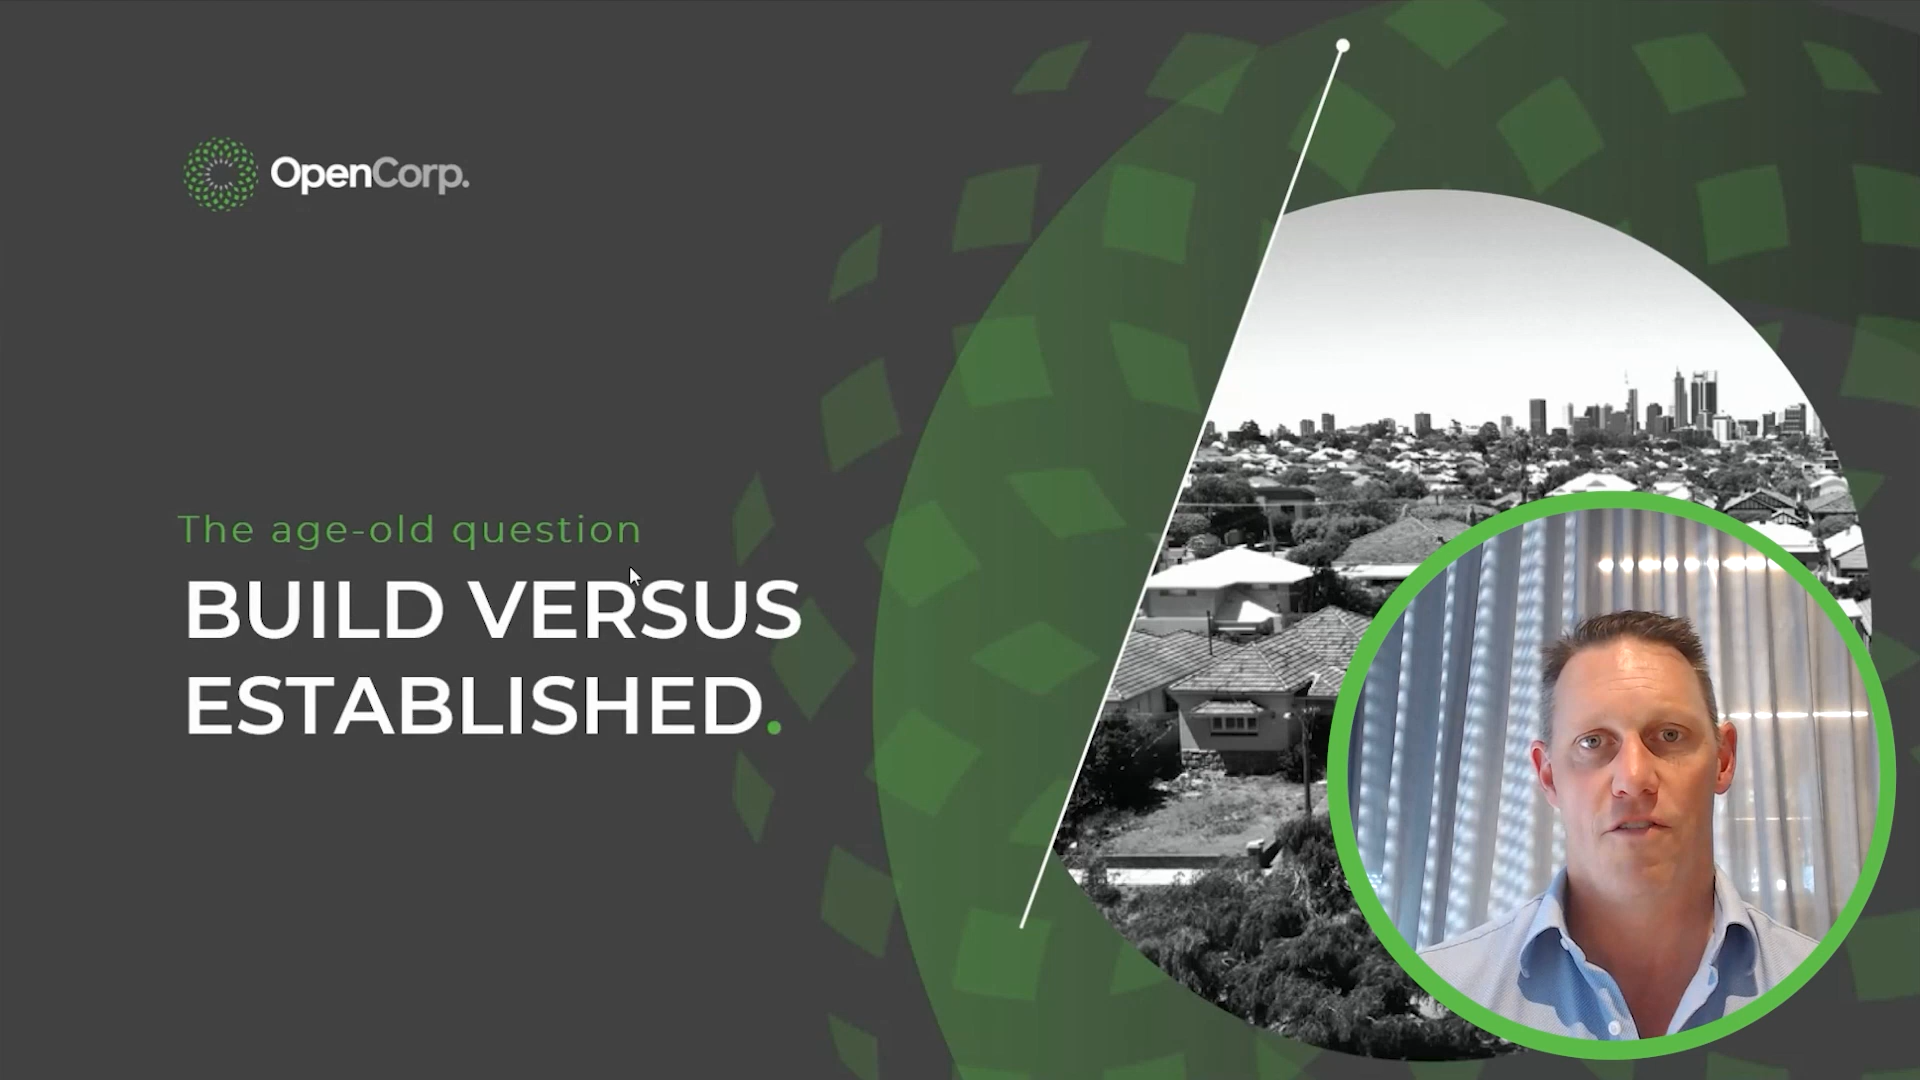 OpenCorp.
The age-old question
BUILD VERSUS
ESTABLISHED.